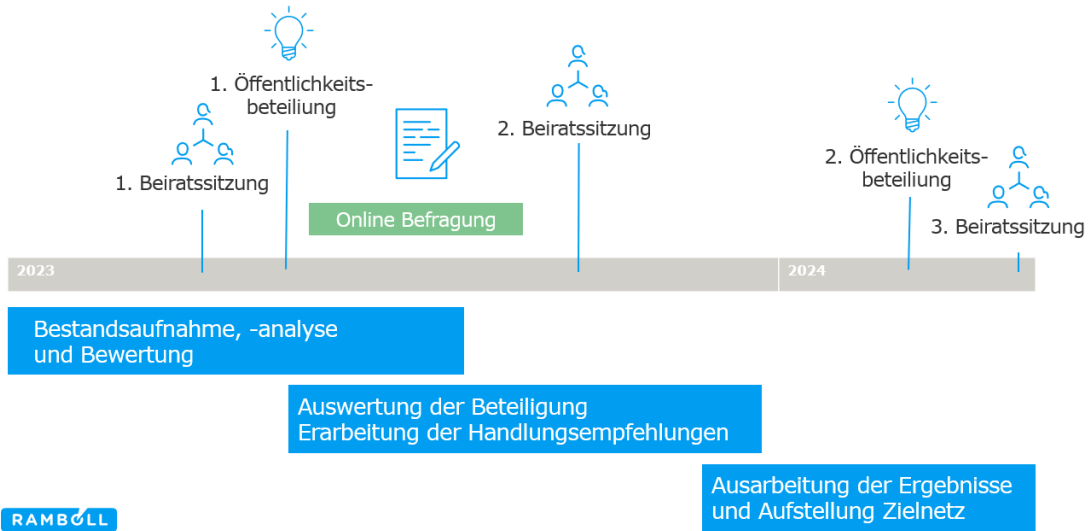 1. Öffentlichkeits-
beteiliung
1. Beiratssitzung
Online Befragung
2. Beiratssitzung
2. Öffentlichkeits-
beteiliung
3. Beiratssitzung
2023
2024
Bestandsaufnahme, -analyse
und Bewertung
Auswertung der Beteiligung
Erarbeitung der Handlungsempfehlungen
Ausarbeitung der Ergebnisse
und Aufstellung Zielnetz
RAMBOLL